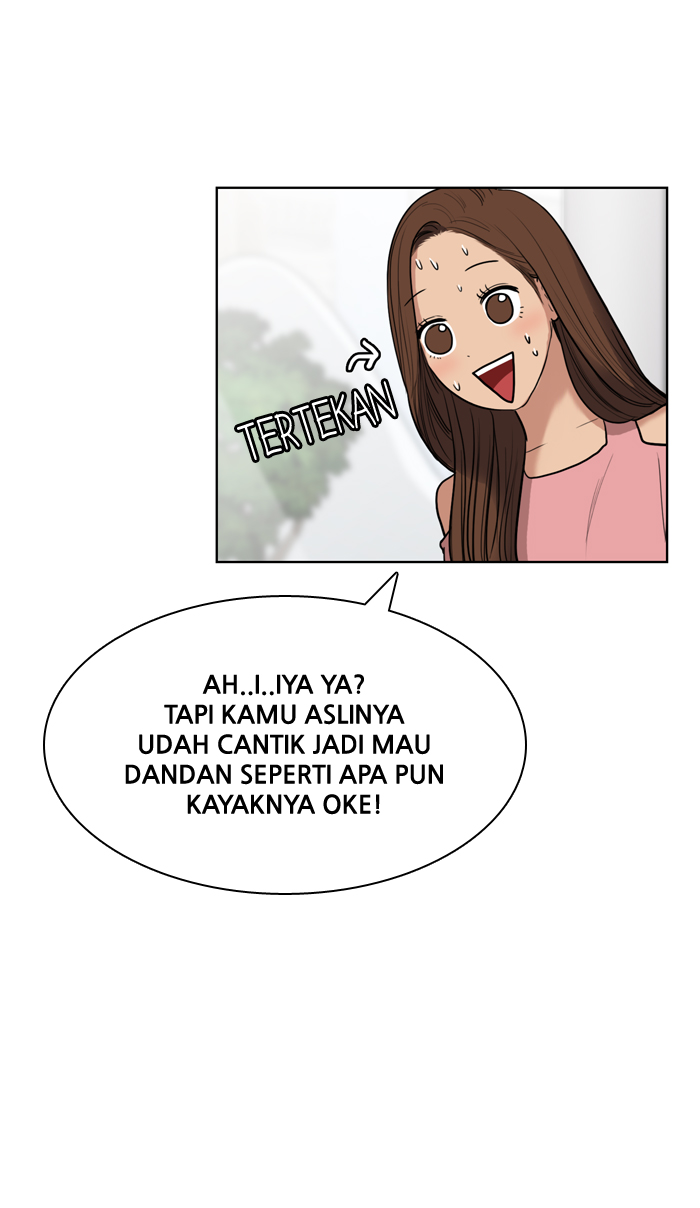 TERTEKAN
AH..I..IYA YA?
TAPI KAMU ASLINYA
UDAH CANTIK JADI MAU
DANDAN SEPERTI APA PUN
KAYAKNYA OKE!